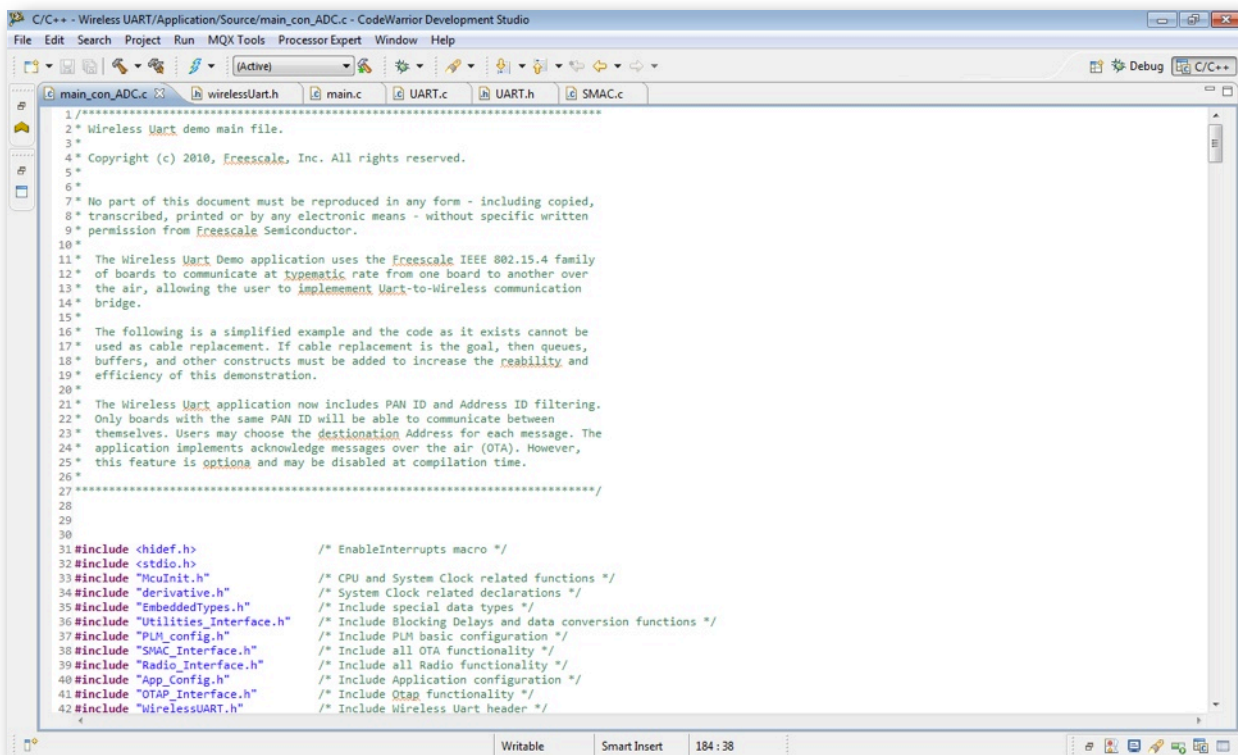 C/C++ - Wireless UART/Application/Source/main_con_ADC.c - CodeWarrior Development Studio
File Edit Search Project Run MQX Tools Processor Expert Window Help
(Active) Debug C/C++
main_con_ADC.c wirelessUart.h main.c UART.c UART.h SMAC.c
1 /*****************************************************************************
2 * Wireless Uart demo main file.
3 *
4 * Copyright (c) 2010, Freescale, Inc. All rights reserved.
5 *
6 *
7 * No part of this document must be reproduced in any form - including copied,
8 * transcribed, printed or by any electronic means - without specific written
9 * permission from Freescale Semiconductor.
10 *
11 *  The Wireless Uart Demo application uses the Freescale IEEE 802.15.4 family
12 *  of boards to communicate at typematic rate from one board to another over
13 *  the air, allowing the user to implemement Uart-to-Wireless communication
14 *  bridge.
15 *
16 *  The following is a simplified example and the code as it exists cannot be
17 *  used as cable replacement. If cable replacement is the goal, then queues,
18 *  buffers, and other constructs must be added to increase the reability and
19 *  efficiency of this demonstration.
20 *
21 *  The Wireless Uart application now includes PAN ID and Address ID filtering.
22 *  Only boards with the same PAN ID will be able to communicate between
23 *  themselves. Users may choose the destionation Address for each message. The
24 *  application implements acknowledge messages over the air (OTA). However,
25 *  this feature is optiona and may be disabled at compilation time.
26 *
27 *****************************************************************************/
28
29
30
31 #include <hidef.h> /* EnableInterrupts macro */
32 #include <stdio.h>
33 #include "McuInit.h" /* CPU and System Clock related functions */
34 #include "derivative.h" /* System Clock related declarations */
35 #include "EmbeddedTypes.h" /* Include special data types */
36 #include "Utilities_Interface.h" /* Include Blocking Delays and data conversion functions */
37 #include "PLM_config.h" /* Include PLM basic configuration */
38 #include "SMAC_Interface.h" /* Include all OTA functionality */
39 #include "Radio_Interface.h" /* Include all Radio functionality */
40 #include "App_Config.h" /* Include Application configuration */
41 #include "OTAP_Interface.h" /* Include Otap functionality */
42 #include "WirelessUART.h" /* Include Wireless Uart header */
Writable Smart Insert 184 : 38